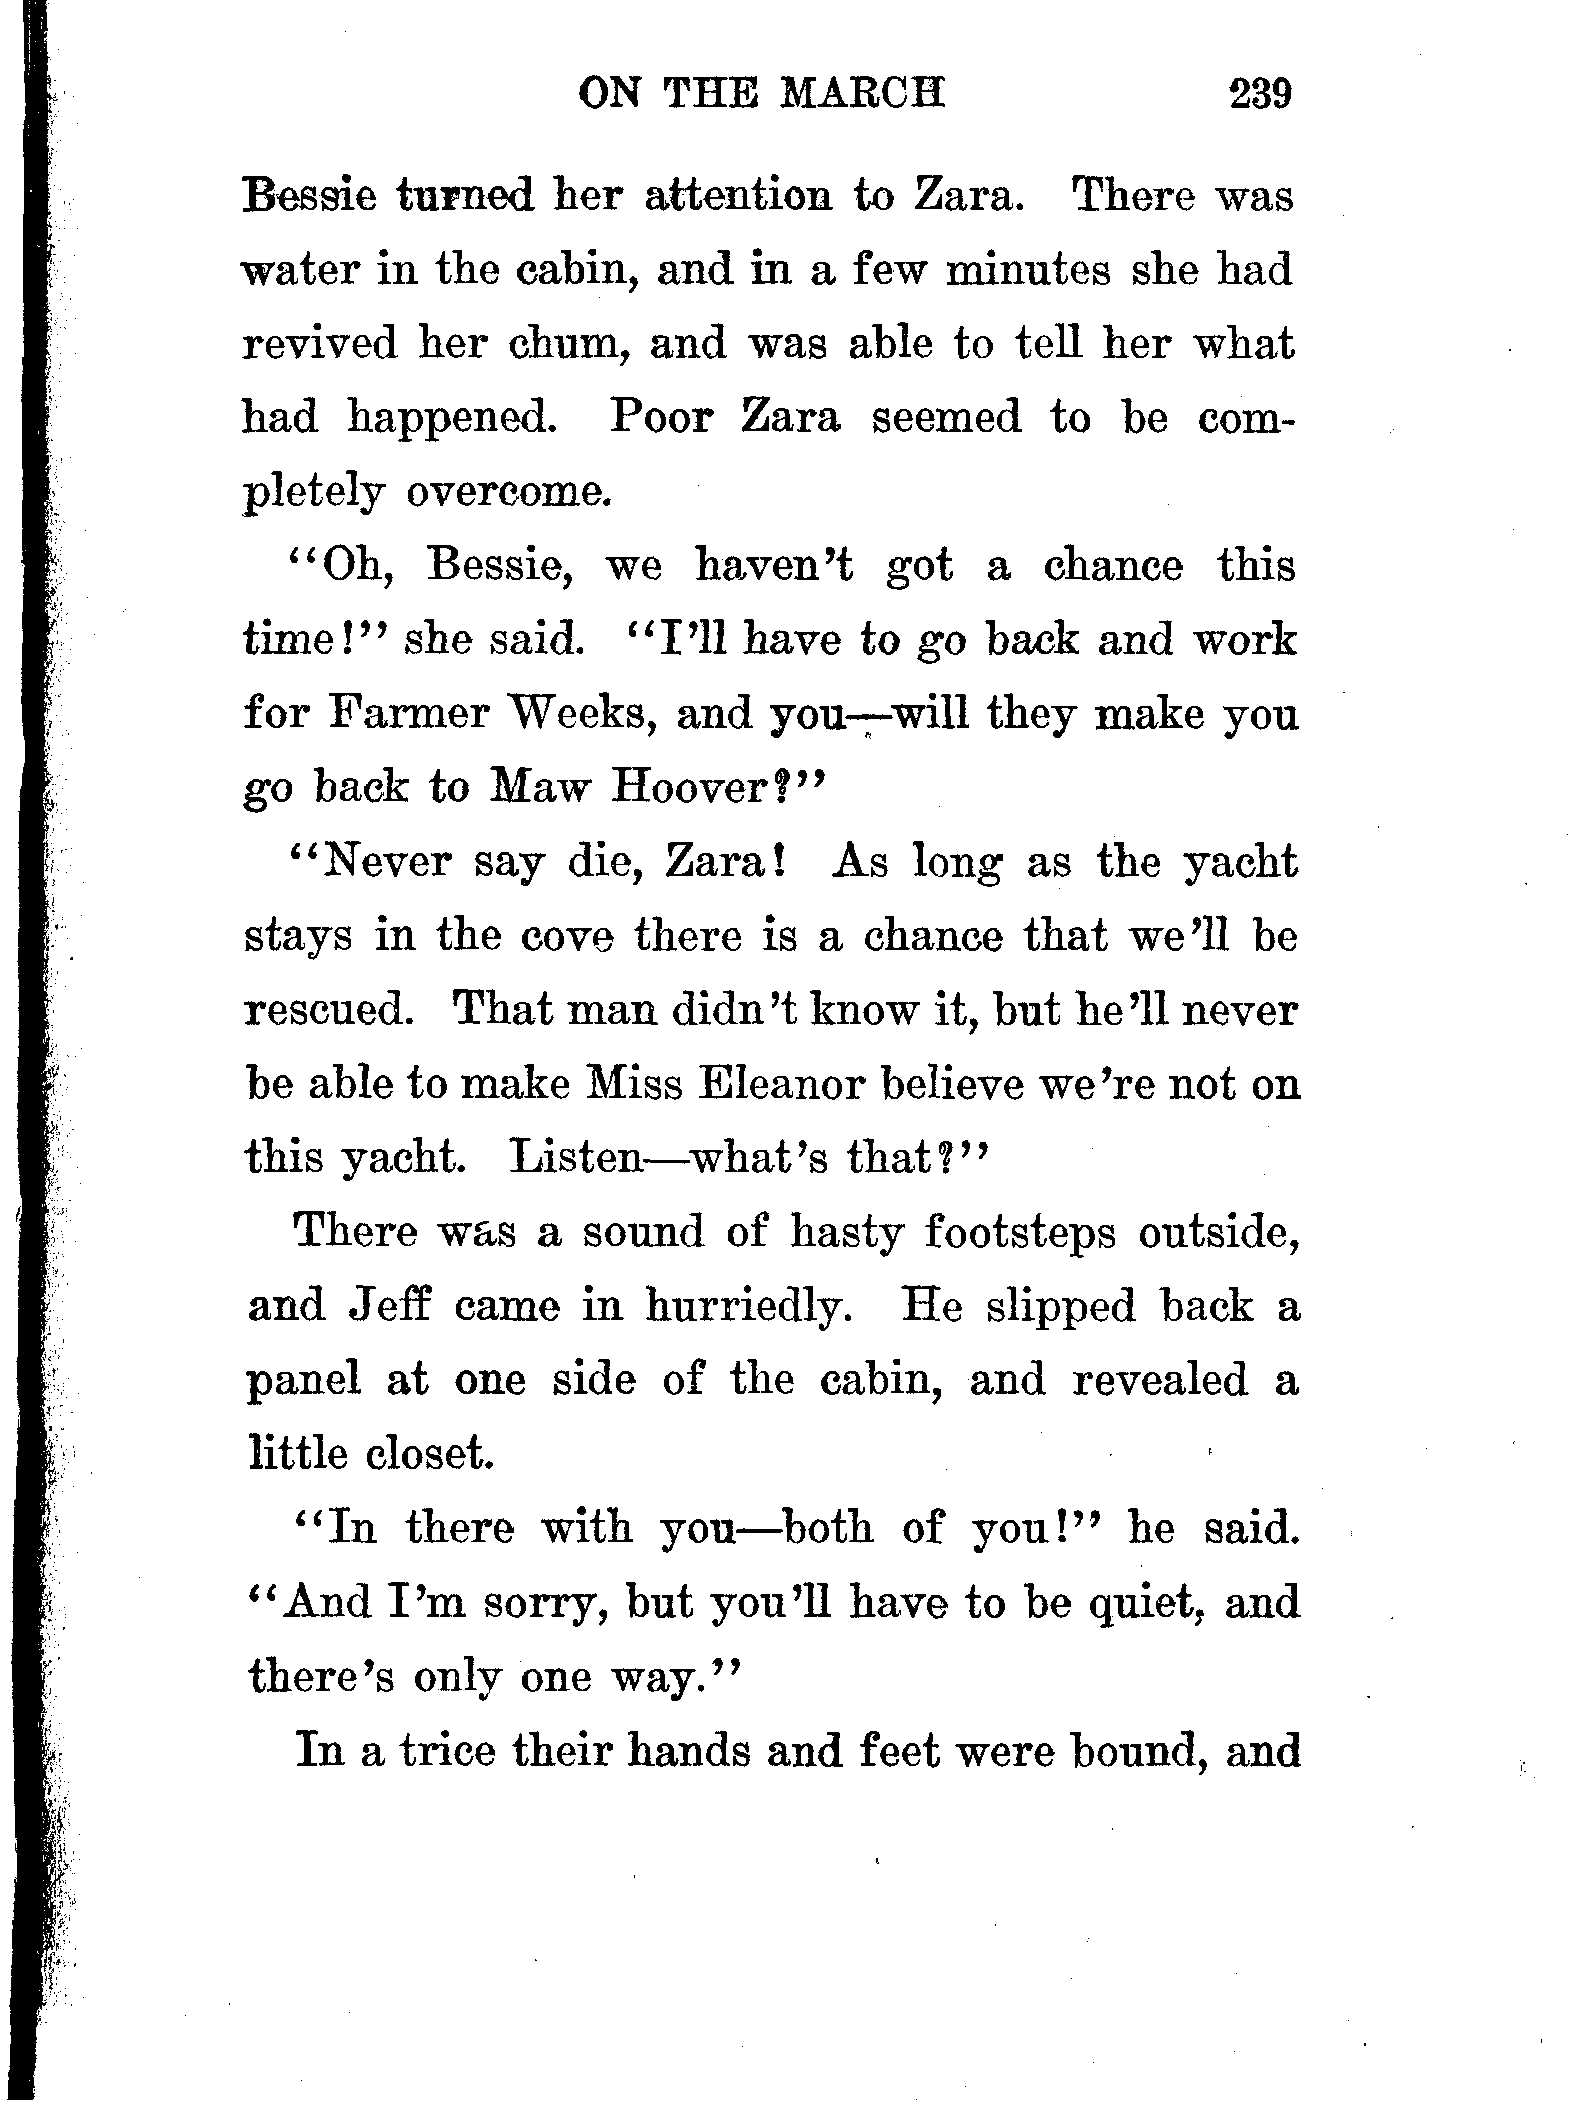 ON THE MARCH 239
Bessie turned her attention to Zara. There was
water in the cabin, and in a few minutes she had
revived her chum, and was able to tell her what
had happened. Poor Zara seemed to be com-
pletely overcome.
"Oh, Bessie, we haven't got a chance this
time!" she said. "I'll have to go back and work
for Farmer Weeks, and you—will they make you
go back to Maw Hoover?"
"Never say die, Zara! As long as the yacht
stays in the cove there is a chance that we'll be
rescued. That man didn't know it, but he'll never
be able to make Miss Eleanor believe we're not on
this yacht. Listen—what's that?"
There was a sound of hasty footsteps outside,
and Jeff came in hurriedly. He slipped back a
panel at one side of the cabin, and revealed a
little closet.
"In there with you—both of you!" he said.
"And I'm sorry, but you'll have to be quiet, and
there's only one way."
In a trice their hands and feet were bound, and